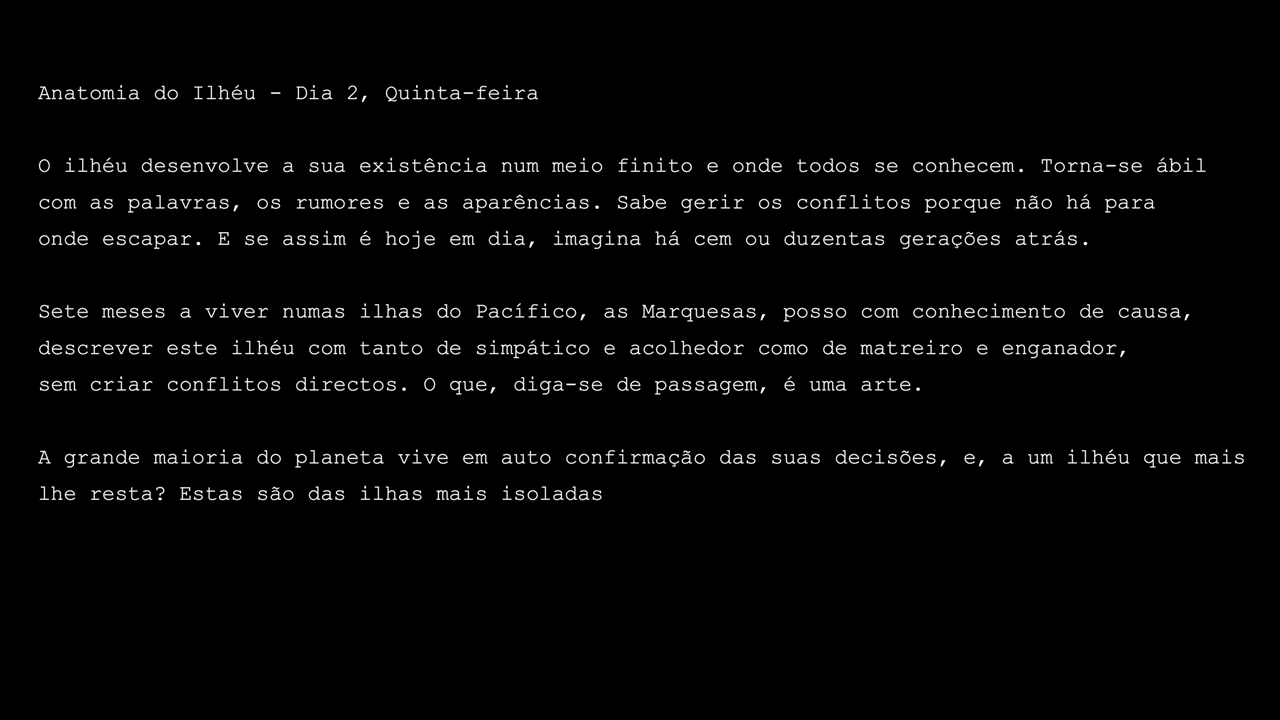 Anatomia do Ilhéu - Dia 2, Quinta-feira
O ilhéu desenvolve a sua existência num meio finito e onde todos se conhecem. Torna-se ábil
com as palavras, os rumores e as aparências. Sabe gerir os conflitos porque não há para
onde escapar. E se assim é hoje em dia, imagina há cem ou duzentas gerações atrás.
Sete meses a viver numas ilhas do Pacífico, as Marquesas, posso com conhecimento de causa,
descrever este ilhéu com tanto de simpático e acolhedor como de matreiro e enganador,
sem criar conflitos directos. O que, diga-se de passagem, é uma arte.
A grande maioria do planeta vive em auto confirmação das suas decisões, e, a um ilhéu que mais
lhe resta? Estas são das ilhas mais isoladas